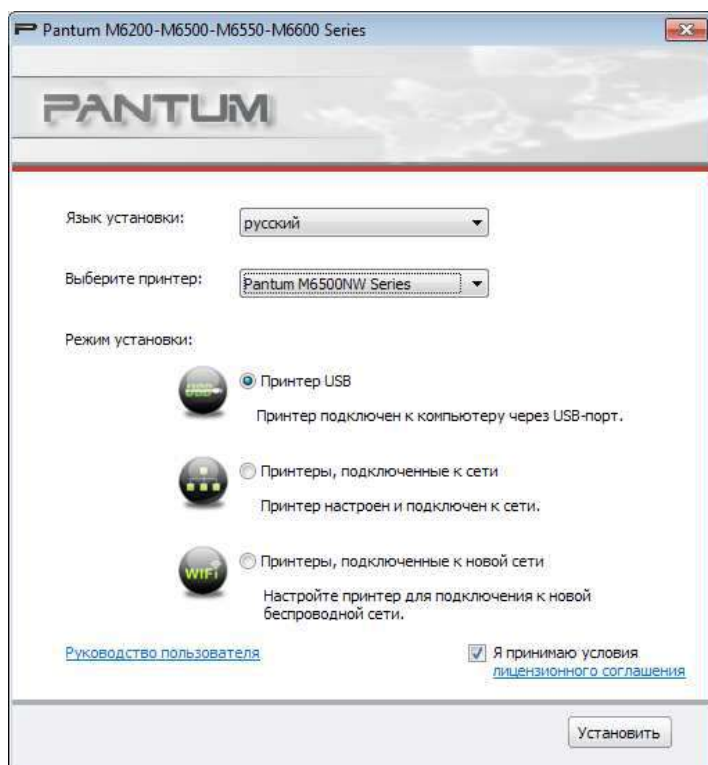 Pantum M6200-M6500-M6550-M6600 Series
PANTUM
Язык установки:
русский
Выберите принтер:
Pantum M6500NW Series
Режим установки:
USB
Принтер USB
Принтер подключен к компьютеру через USB-порт.
Принтеры, подключенные к сети
Принтер настроен и подключен к сети.
WiFi
Принтеры, подключенные к новой сети
Настройте принтер для подключения к новой
беспроводной сети.
Руководство пользователя
Я принимаю условия
лицензионного соглашения
Установить